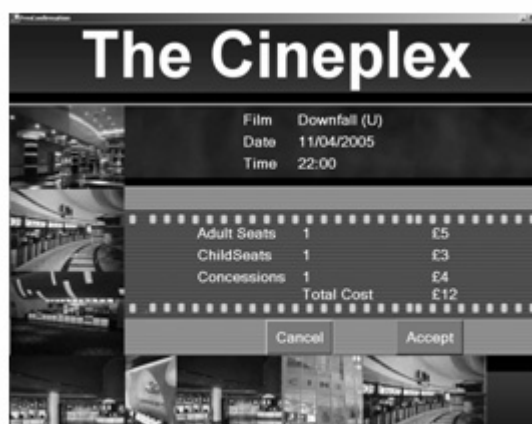 The Cineplex
Film Downfall (U)
Date 11/04/2005
Time 22:00
Adult Seats 1 £5
ChildSeats 1 £3
Concessions 1 £4
Total Cost £12
Cancel Accept